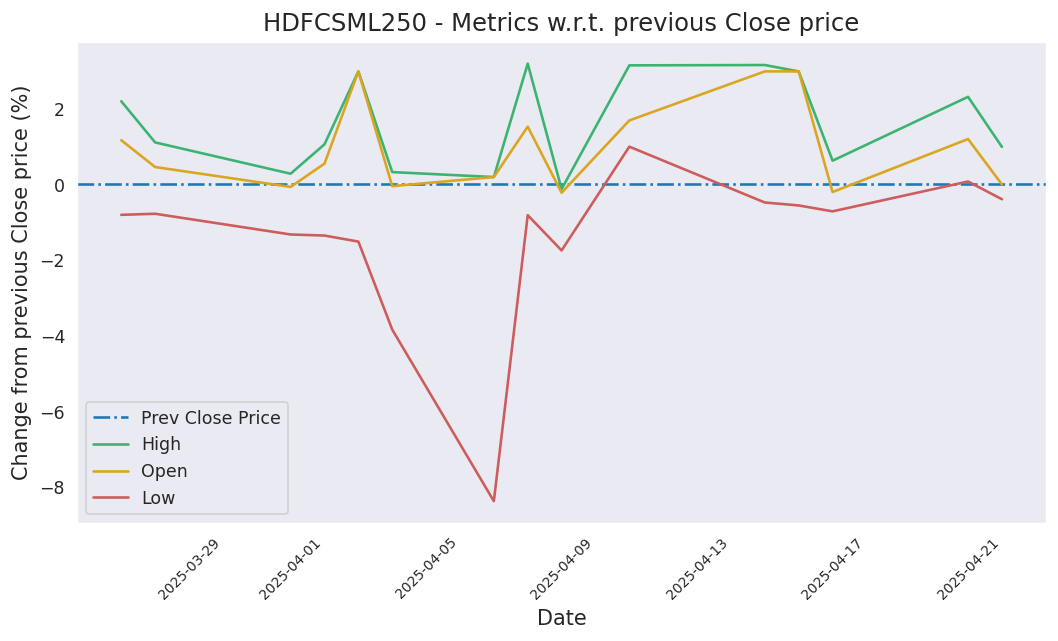 HDFCSML250 - Metrics w.r.t. previous Close price
Change from previous Close price (%)
2
0
−2
−4
−6
−8
Prev Close Price
High
Open
Low
2025-03-29
2025-04-01
2025-04-05
2025-04-09
2025-04-13
2025-04-17
2025-04-21
Date